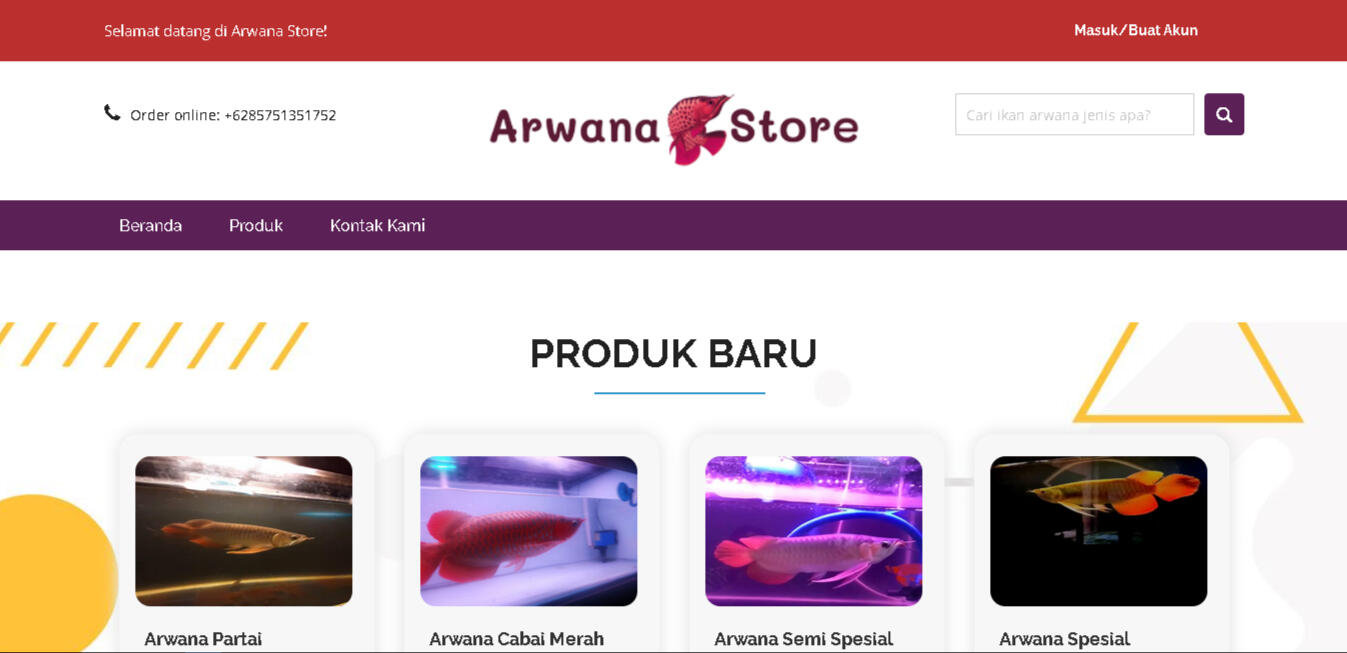 Selamat datang di Arwana Store!
Masuk/Buat Akun
Order online: +6285751351752
Arwana Store
Cari ikan arwana jenis apa?
Beranda
Produk
Kontak Kami
PRODUK BARU
Arwana Partai
Arwana Cabai Merah
Arwana Semi Spesial
Arwana Spesial